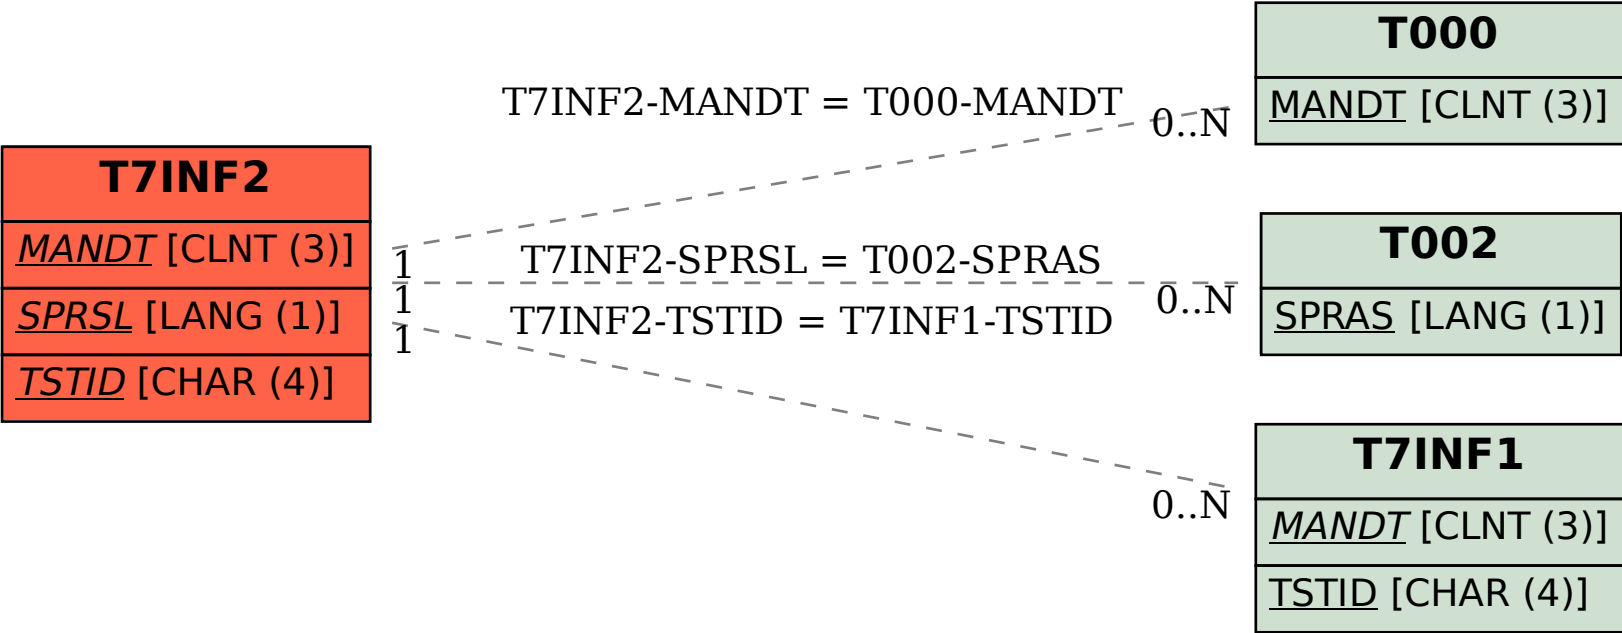 T7INF2
MANDT [CLNT (3)]
SPRSL [LANG (1)]
TSTID [CHAR (4)]
T7INF2-MANDT = T000-MANDT
0..N
1
T7INF2-SPRSL = T002-SPRAS
0..N
1
T7INF2-TSTID = T7INF1-TSTID
0..N
1
T000
MANDT [CLNT (3)]
T002
SPRAS [LANG (1)]
T7INF1
MANDT [CLNT (3)]
TSTID [CHAR (4)]